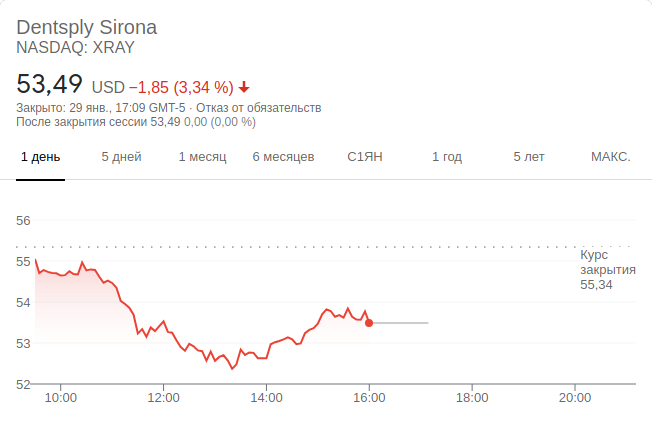 Dentsply Sirona
NASDAQ: XRAY
53,49 USD −1,85 (3,34 %)
Закрыто: 29 янв., 17:09 GMT-5 · Отказ от обязательств
После закрытия сессии 53,49 0,00 (0,00 %)
1 день 5 дней 1 месяц 6 месяцев С1ЯН 1 год 5 лет МАКС.
56
55
54
53
52
Курс
закрытия
55,34
10:00 12:00 14:00 16:00 18:00 20:00